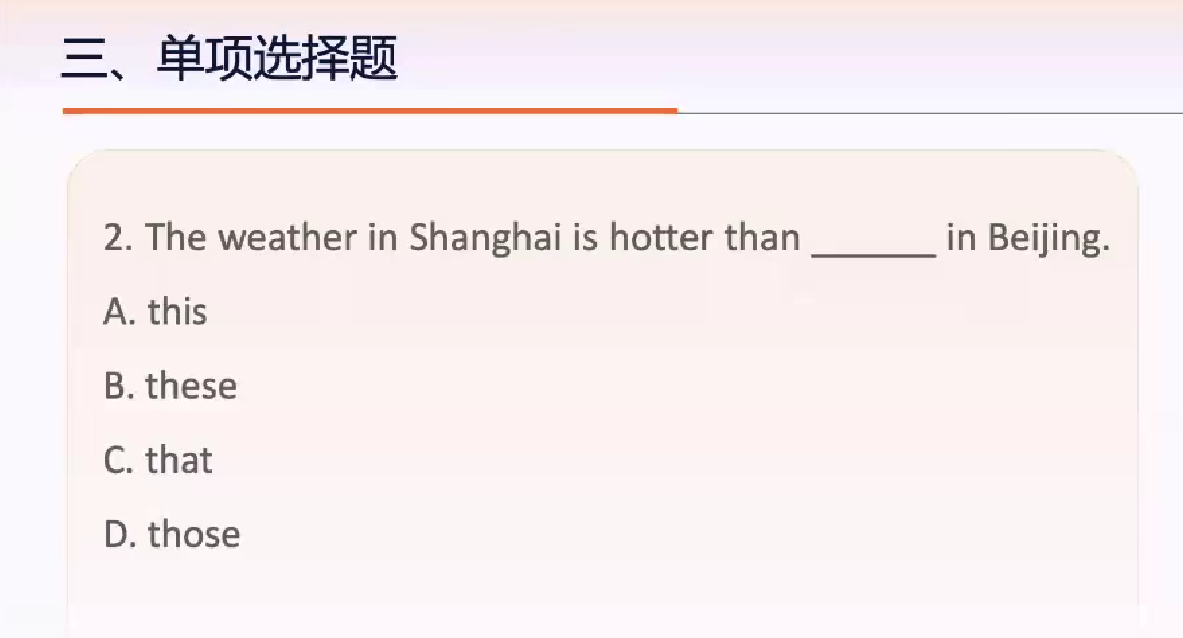 三、单项选择题
2. The weather in Shanghai is hotter than _______ in Beijing.
A. this
B. these
C. that
D. those